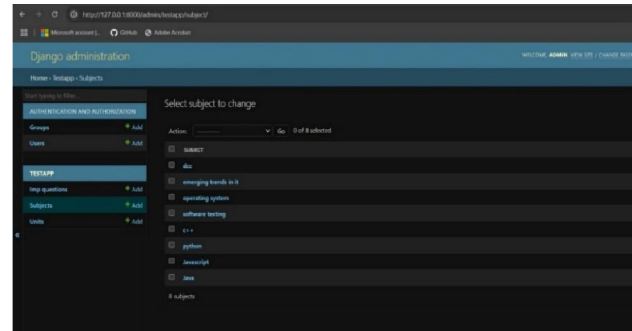 http://127.0.0.1:8000/admin/testapp/subject/
Microsoft account |... GitHub Adobe Acrobat
Django administration
WELCOME, ADMIN. VIEW SITE / CHANGE PASS
Home › Testapp › Subjects
Start typing to filter...
AUTHENTICATION AND AUTHORIZATION
Groups + Add
Users + Add
TESTAPP
Imp questions + Add
Subjects + Add
Units + Add
«
Select subject to change
Action: --------- Go 0 of 8 selected
SUBJECT
emerging trends in it
operating system
software testing
c++
python
Javascript
Java
8 subjects